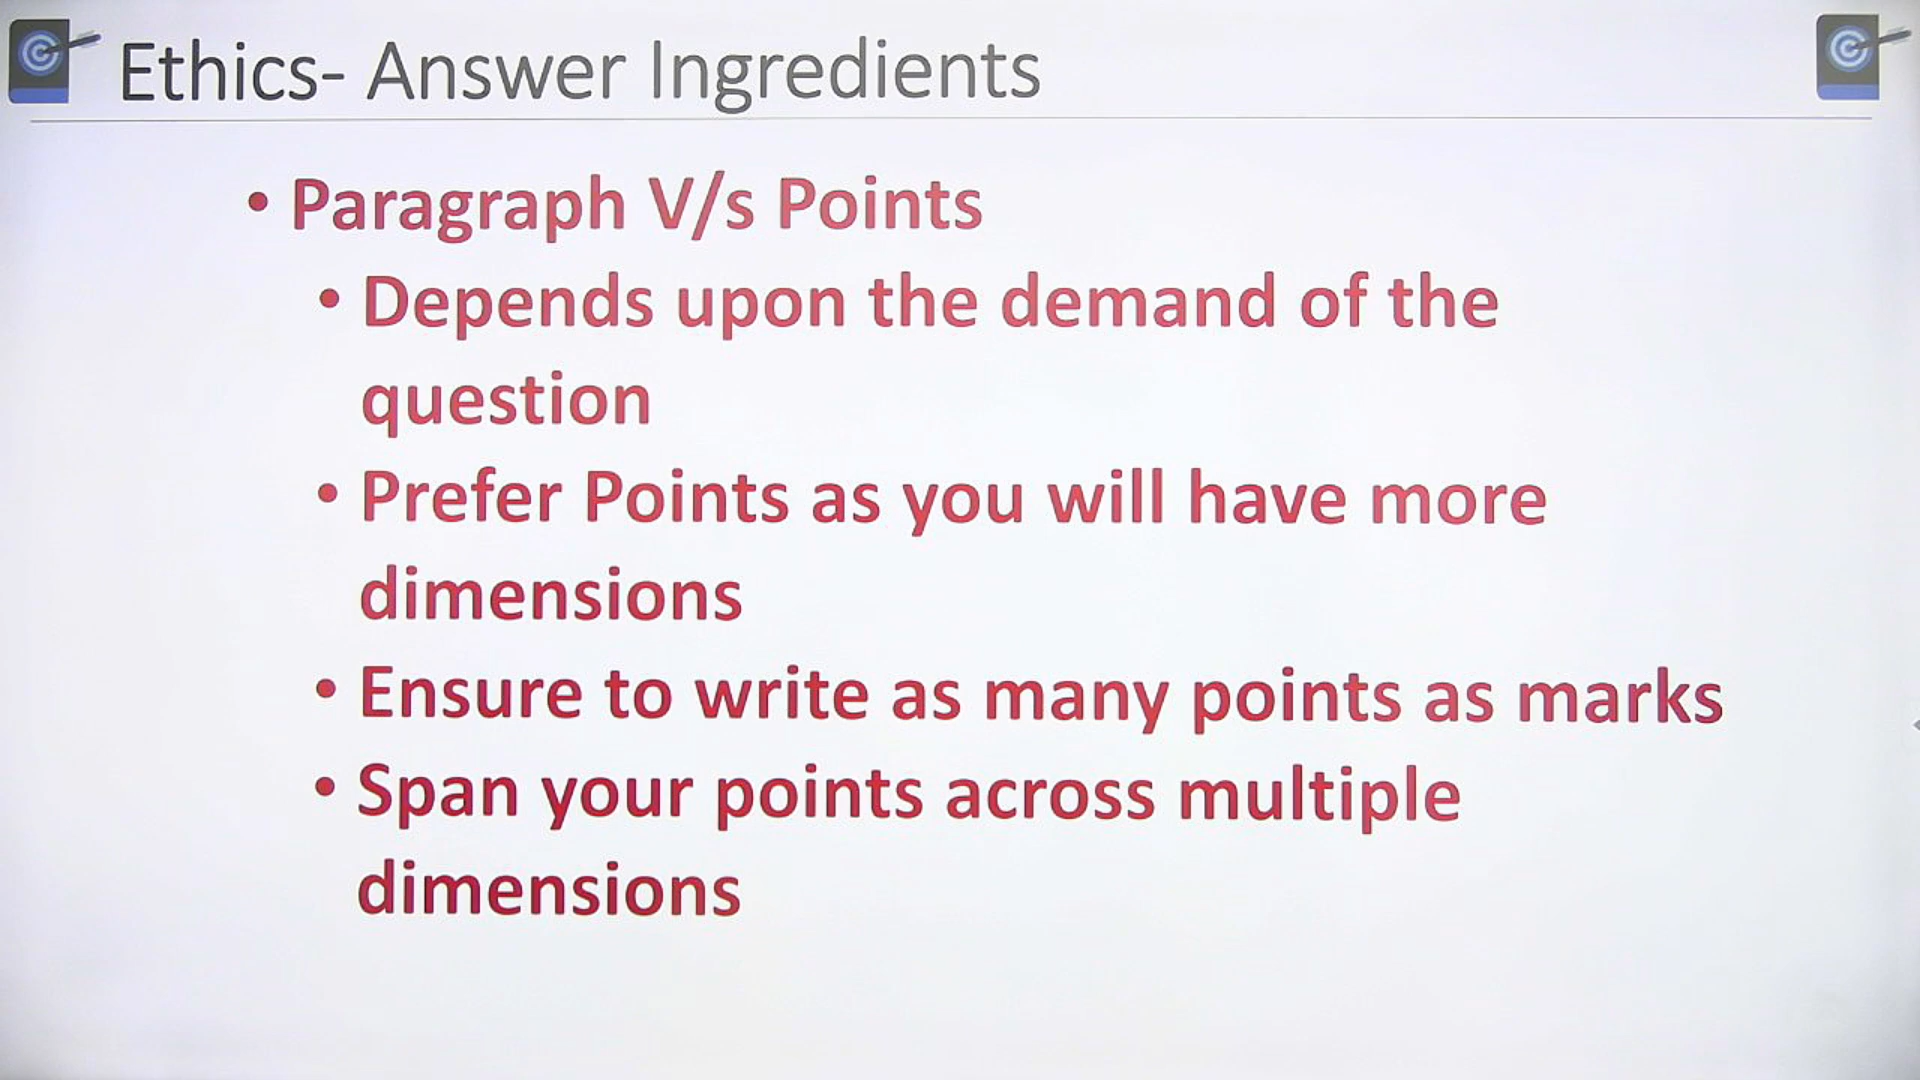 Ethics- Answer Ingredients
• Paragraph V/s Points
• Depends upon the demand of the
question
• Prefer Points as you will have more
dimensions
• Ensure to write as many points as marks
• Span your points across multiple
dimensions